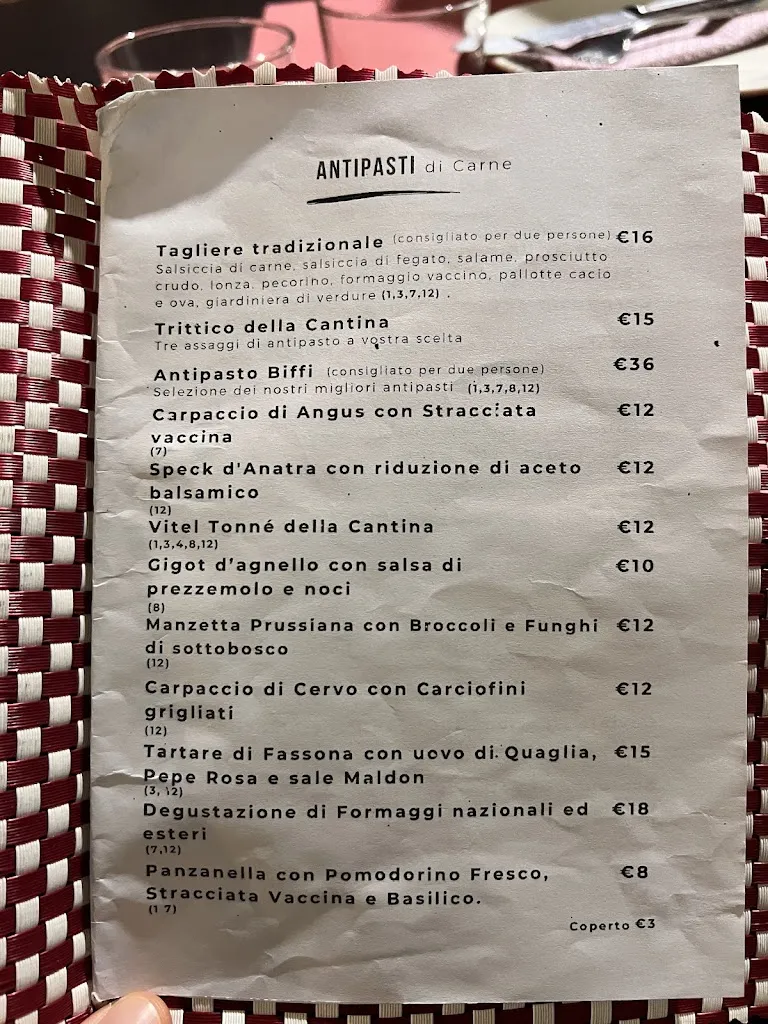 ANTIPASTI di Carne
Tagliere tradizionale (consigliato per due persone) €16
Salsiccia di carne, salsiccia di fegato, salame, prosciutto
crudo, lonza, pecorino, formaggio vaccino, pallotte cacio
e ova, giardiniera di verdure (1,3,7,12) .
Trittico della Cantina €15
Tre assaggi di antipasto a vostra scelta
Antipasto Biffi (consigliato per due persone) €36
Selezione dei nostri migliori antipasti (1,3,7,8,12)
Carpaccio di Angus con Stracciata €12
vaccina
(7)
Speck d'Anatra con riduzione di aceto €12
balsamico
(12)
Vitel Tonné della Cantina €12
(1,3,4,8,12)
Gigot d'agnello con salsa di €10
prezzemolo e noci
(8)
Manzetta Prussiana con Broccoli e Funghi €12
di sottobosco
(12)
Carpaccio di Cervo con Carciofini €12
grigliati
(12)
Tartare di Fassona con uovo di Quaglia, €15
Pepe Rosa e sale Maldon
(3, 12)
Degustazione di Formaggi nazionali ed €18
esteri
(7,12)
Panzanella con Pomodorino Fresco, €8
Stracciata Vaccina e Basilico.
(1 7)
Coperto €3